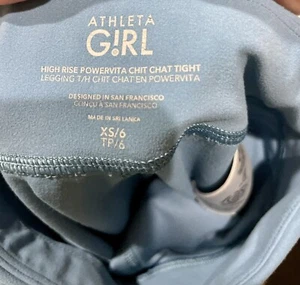 ATHLETA
G!RL
HIGH RISE POWERVITA CHIT CHAT TIGHT
LEGGING T/H CHIT CHAT EN POWERVITA
DESIGNED IN SAN FRANCISCO
CONÇU À SAN FRANCISCO
MADE IN SRI LANKA
XS/6
TP/6